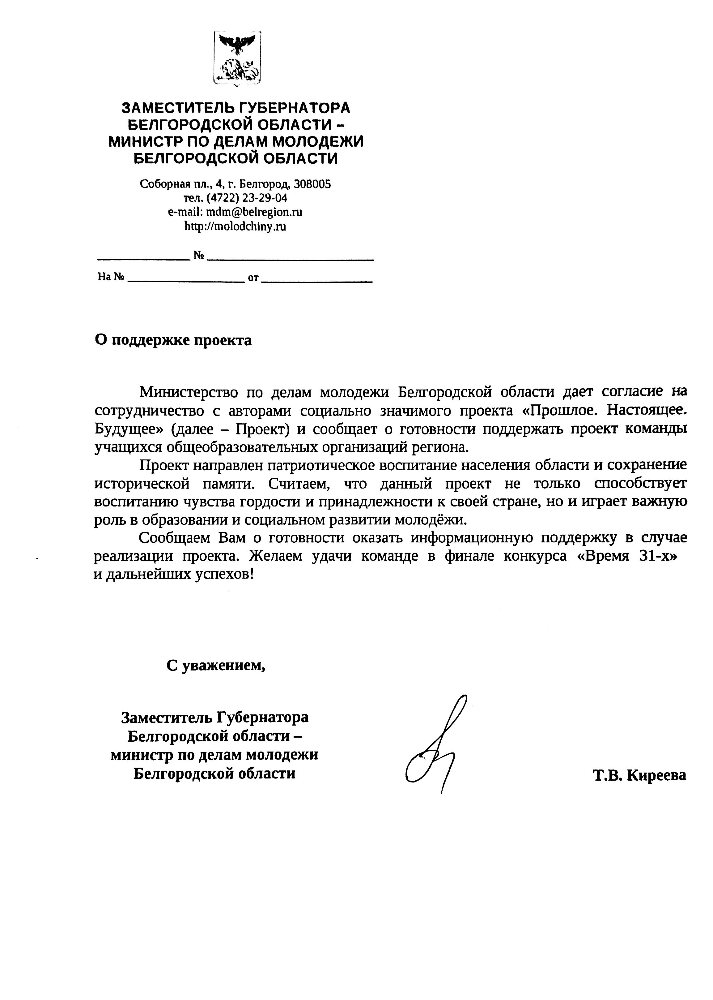 ЗАМЕСТИТЕЛЬ ГУБЕРНАТОРА
БЕЛГОРОДСКОЙ ОБЛАСТИ –
МИНИСТР ПО ДЕЛАМ МОЛОДЕЖИ
БЕЛГОРОДСКОЙ ОБЛАСТИ
Соборная пл., 4, г. Белгород, 308005
тел. (4722) 23-29-04
e-mail: mdm@belregion.ru
http://molodchiny.ru
№
На № от
О поддержке проекта
Министерство по делам молодежи Белгородской области дает согласие на
сотрудничество с авторами социально значимого проекта «Прошлое. Настоящее.
Будущее» (далее – Проект) и сообщает о готовности поддержать проект команды
учащихся общеобразовательных организаций региона.
Проект направлен патриотическое воспитание населения области и сохранение
исторической памяти. Считаем, что данный проект не только способствует
воспитанию чувства гордости и принадлежности к своей стране, но и играет важную
роль в образовании и социальном развитии молодёжи.
Сообщаем Вам о готовности оказать информационную поддержку в случае
реализации проекта. Желаем удачи команде в финале конкурса «Время 31-х»
и дальнейших успехов!
С уважением,
Заместитель Губернатора
Белгородской области –
министр по делам молодежи
Белгородской области
Т.В. Киреева